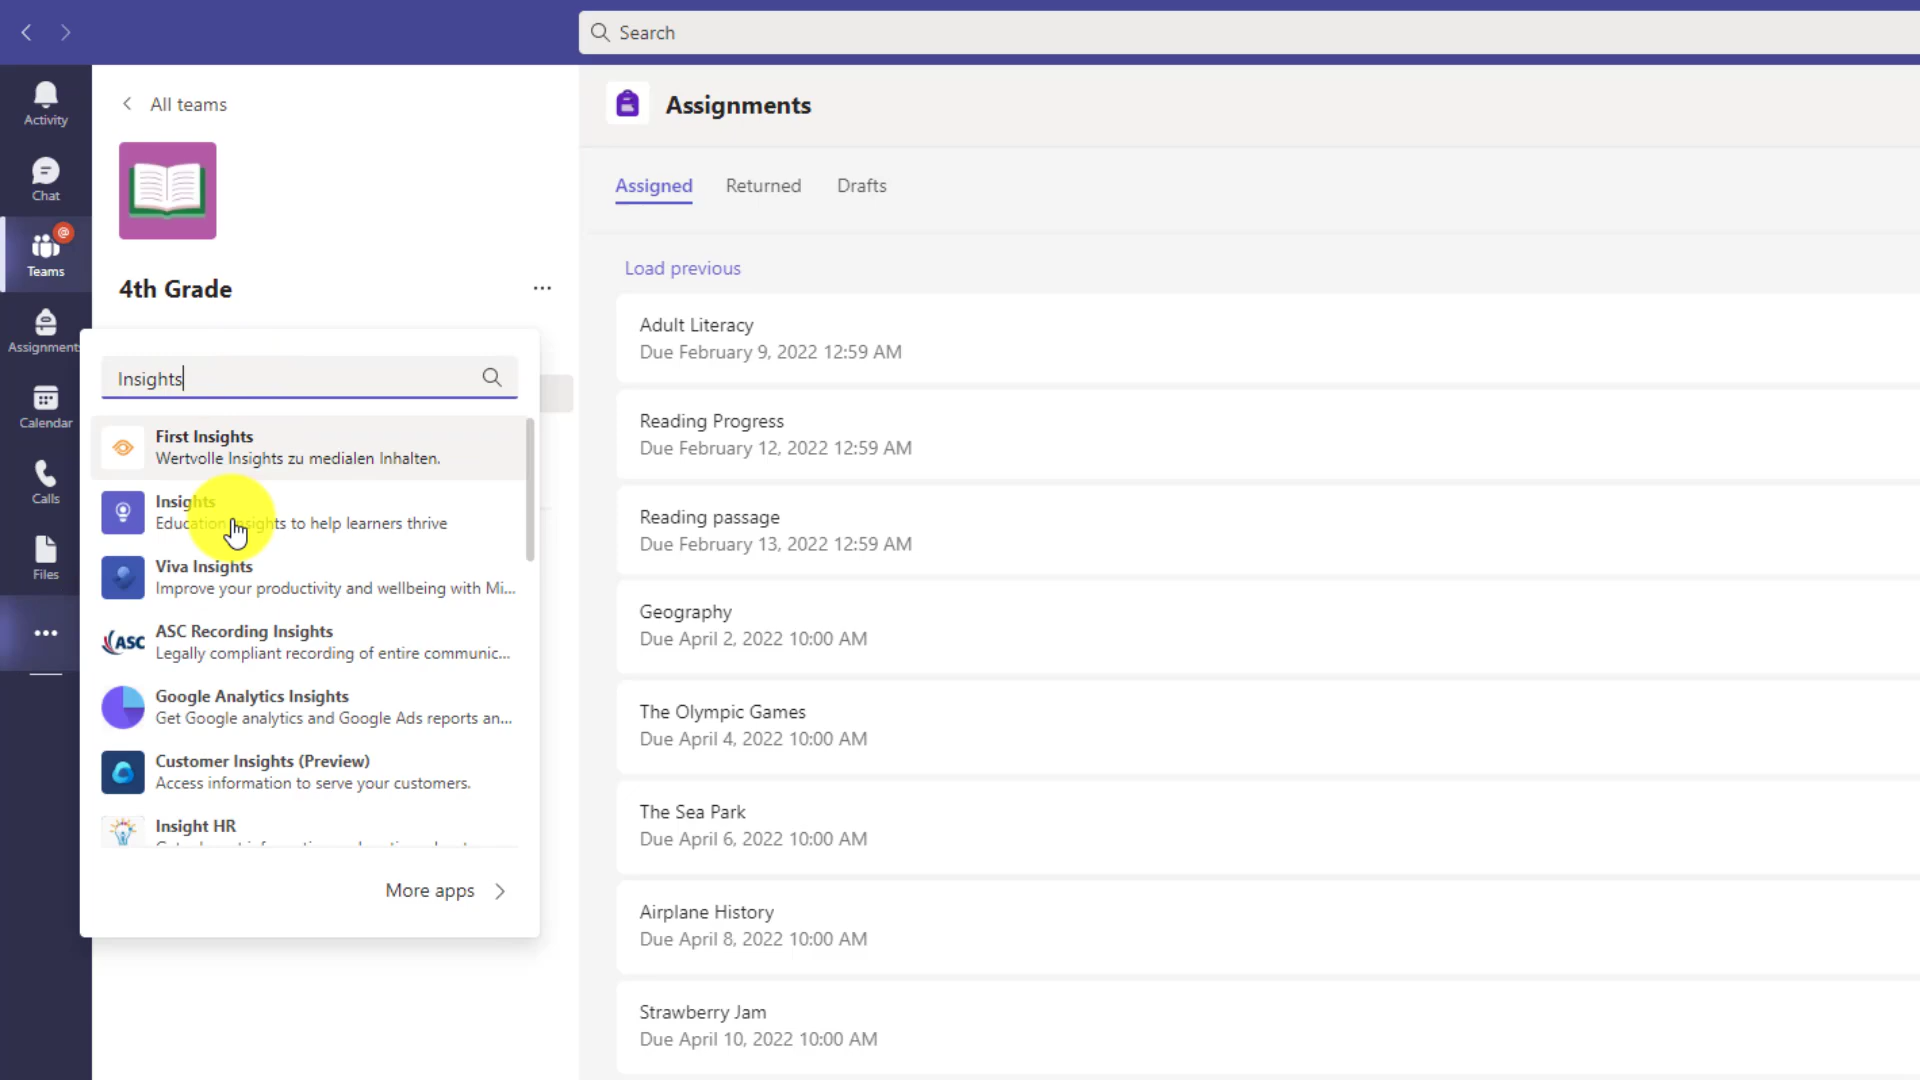 Search
Activity
Chat
@
Teams
Assignment
Calendar
Calls
Files
All teams
4th Grade
Insights
First Insights
Wertvolle Insights zu medialen Inhalten.
Insights
Education Insights to help learners thrive
Viva Insights
Improve your productivity and wellbeing with Mi...
ASC
ASC Recording Insights
Legally compliant recording of entire communic...
Google Analytics Insights
Get Google analytics and Google Ads reports an...
Customer Insights (Preview)
Access information to serve your customers.
Insight HR
More apps
Assignments
Assigned Returned Drafts
Load previous
Adult Literacy
Due February 9, 2022 12:59 AM
Reading Progress
Due February 12, 2022 12:59 AM
Reading passage
Due February 13, 2022 12:59 AM
Geography
Due April 2, 2022 10:00 AM
The Olympic Games
Due April 4, 2022 10:00 AM
The Sea Park
Due April 6, 2022 10:00 AM
Airplane History
Due April 8, 2022 10:00 AM
Strawberry Jam
Due April 10, 2022 10:00 AM